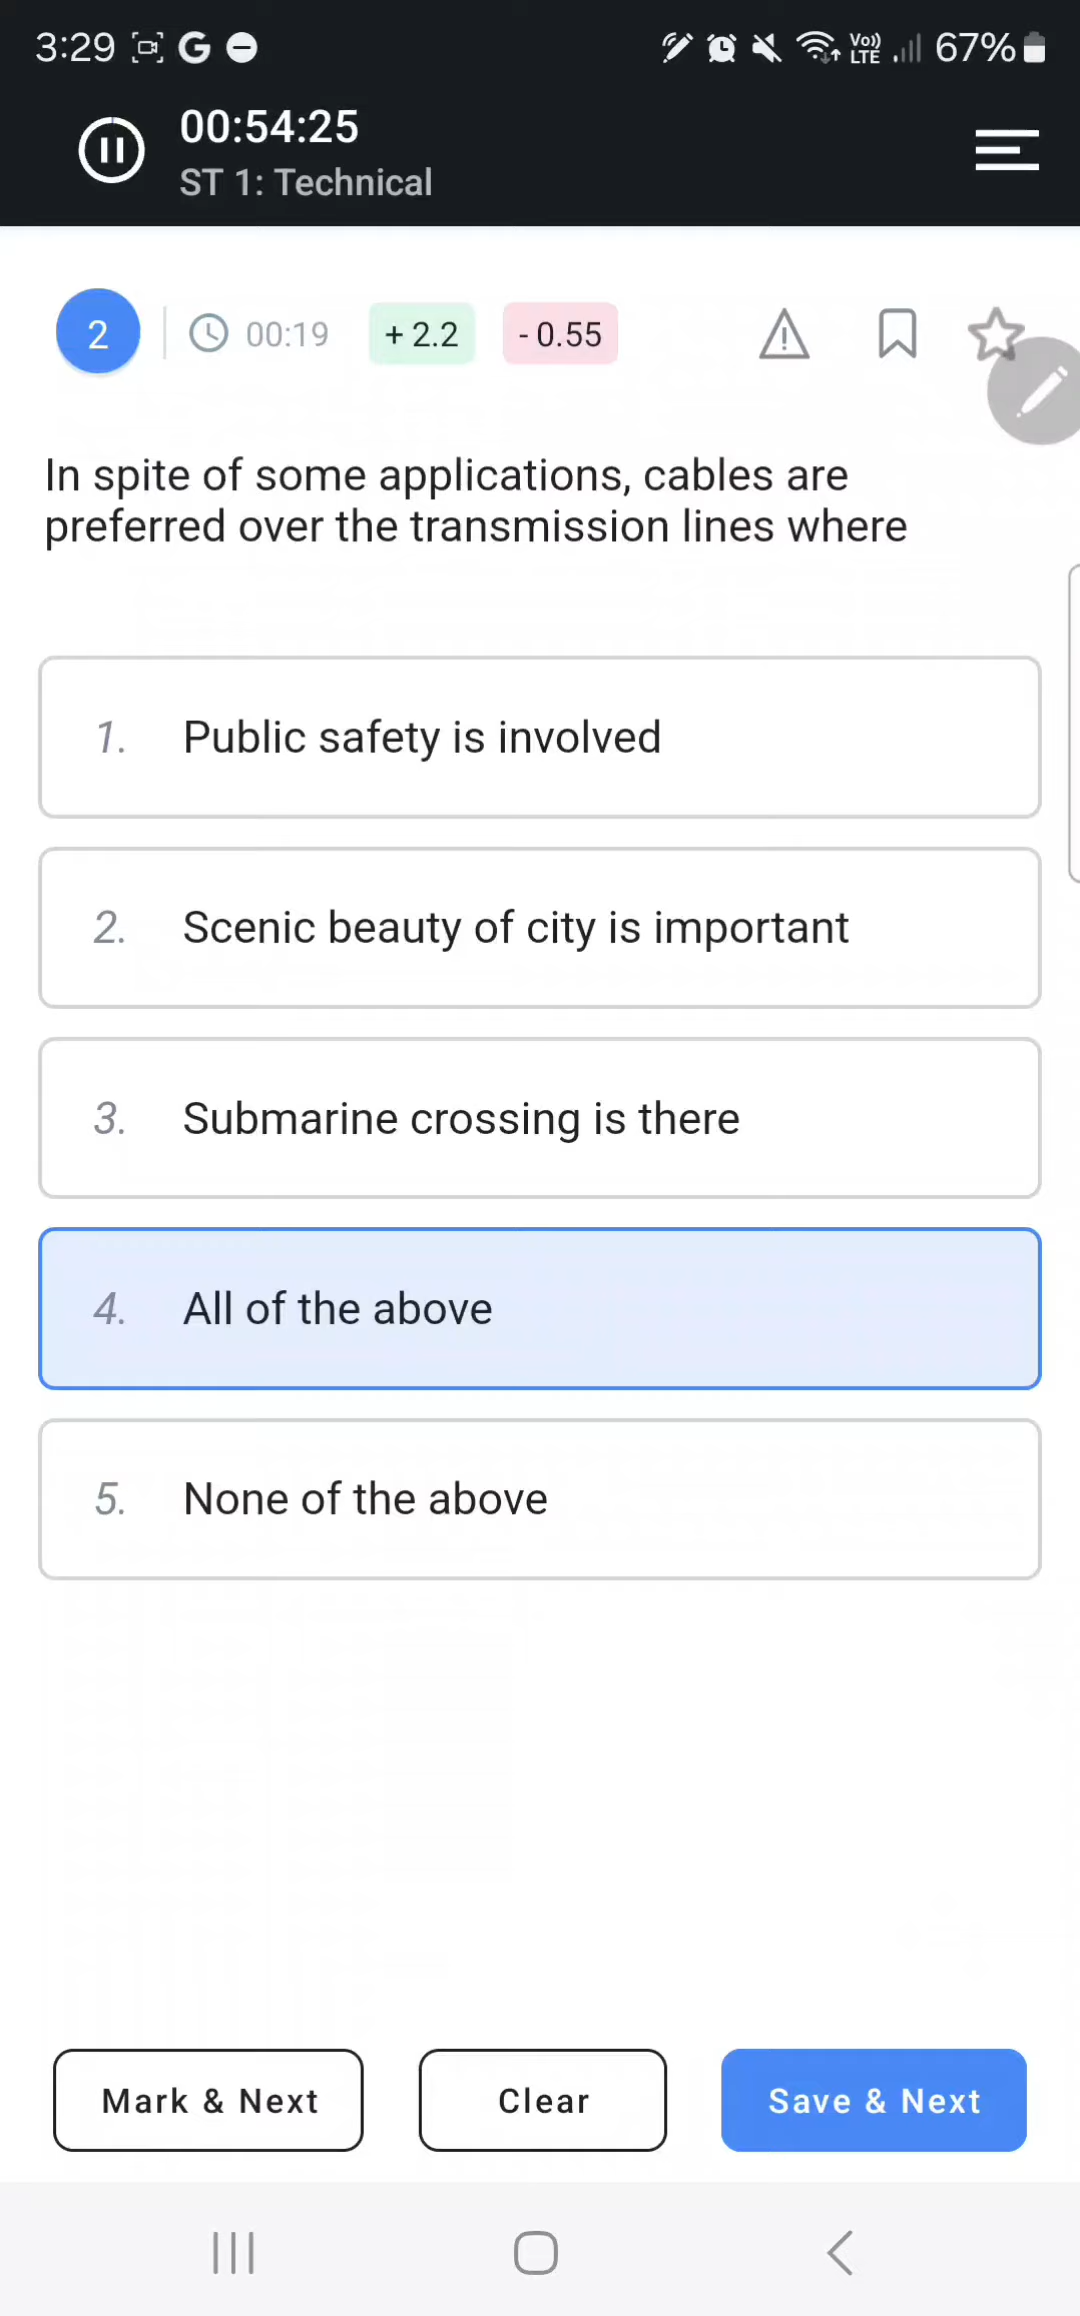 3:29
G
Vo))
LTE
67%
00:54:25
ST 1: Technical
2
00:19
+ 2.2
- 0.55
In spite of some applications, cables are
preferred over the transmission lines where
1. Public safety is involved
2. Scenic beauty of city is important
3. Submarine crossing is there
4. All of the above
5. None of the above
Mark & Next
Clear
Save & Next